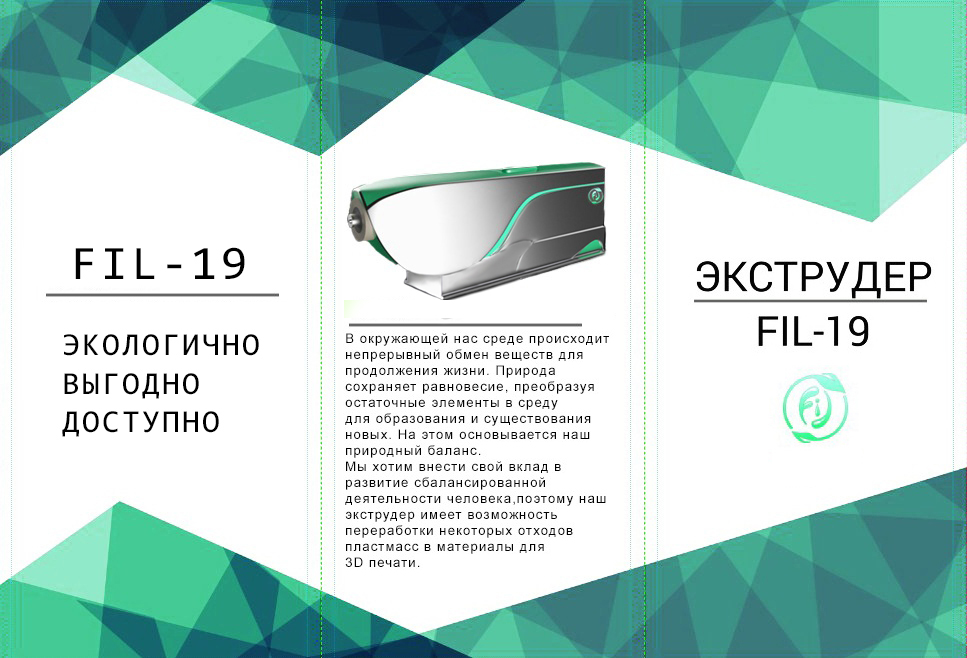 FIL-19
ЭКОЛОГИЧНО
ВЫГОДНО
ДОСТУПНО
В окружающей нас среде происходит
непрерывный обмен веществ для
продолжения жизни. Природа
сохраняет равновесие, преобразуя
остаточные элементы в среду
для образования и существования
новых. На этом основывается наш
природный баланс.
Мы хотим внести свой вклад в
развитие сбалансированной
деятельности человека,поэтому наш
экструдер имеет возможность
переработки некоторых отходов
пластмасс в материалы для
3D печати.
ЭКСТРУДЕР
FIL-19